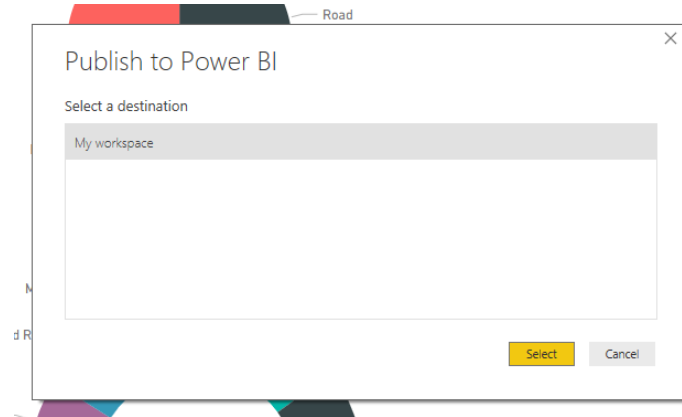 Road
Publish to Power BI
Select a destination
My workspace
M
d R
Select
Cancel